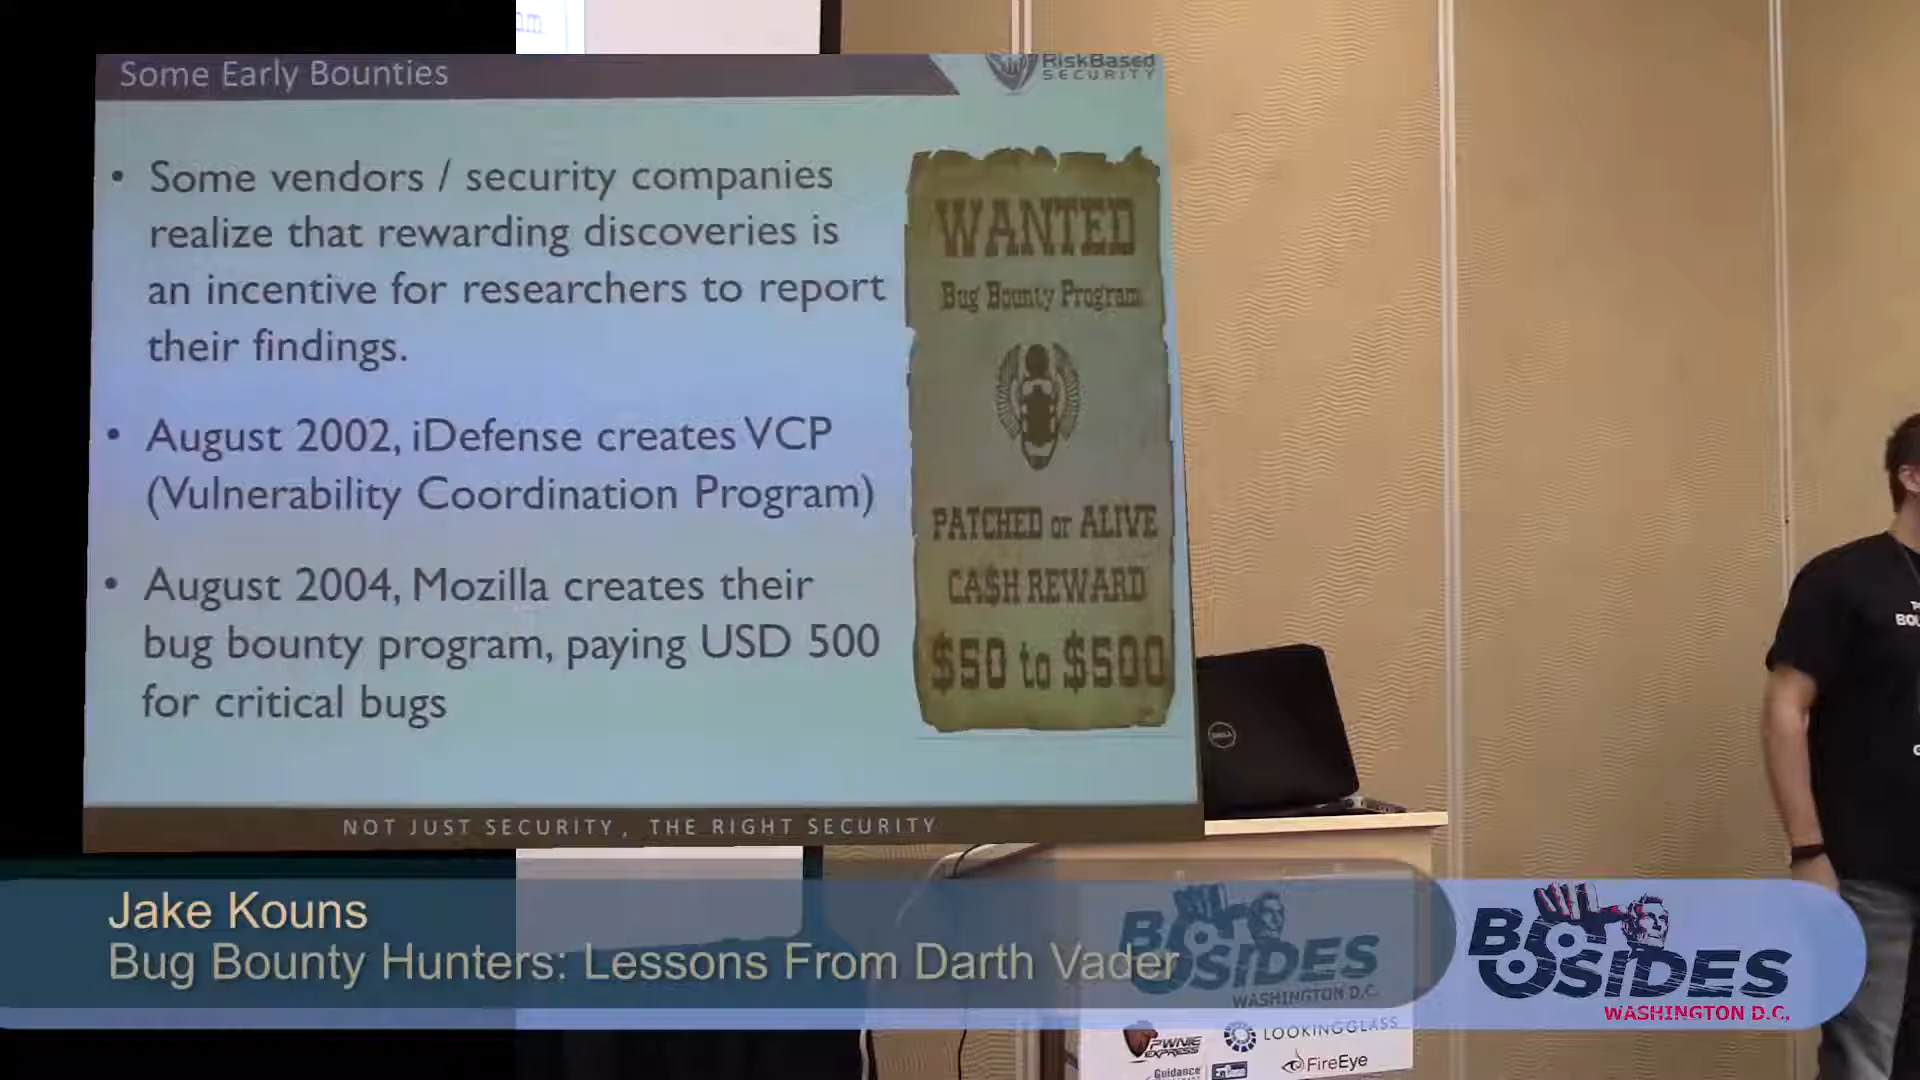 Some Early Bounties
RiskBased
SECURITY
• Some vendors / security companies
realize that rewarding discoveries is
an incentive for researchers to report
their findings.
• August 2002, iDefense creates VCP
(Vulnerability Coordination Program)
• August 2004, Mozilla creates their
bug bounty program, paying USD 500
for critical bugs
WANTED
Bug Bounty Program
PATCHED or ALIVE
CA$H REWARD
$50 to $500
NOT JUST SECURITY, THE RIGHT SECURITY
DELL
Jake Kouns
Bug Bounty Hunters: Lessons From Darth Vader
BSIDES
WASHINGTON D.C.
BSIDES
WASHINGTON D.C.
PWNIE
EXPRESS
LOOKINGGLASS
Guidance
FireEye